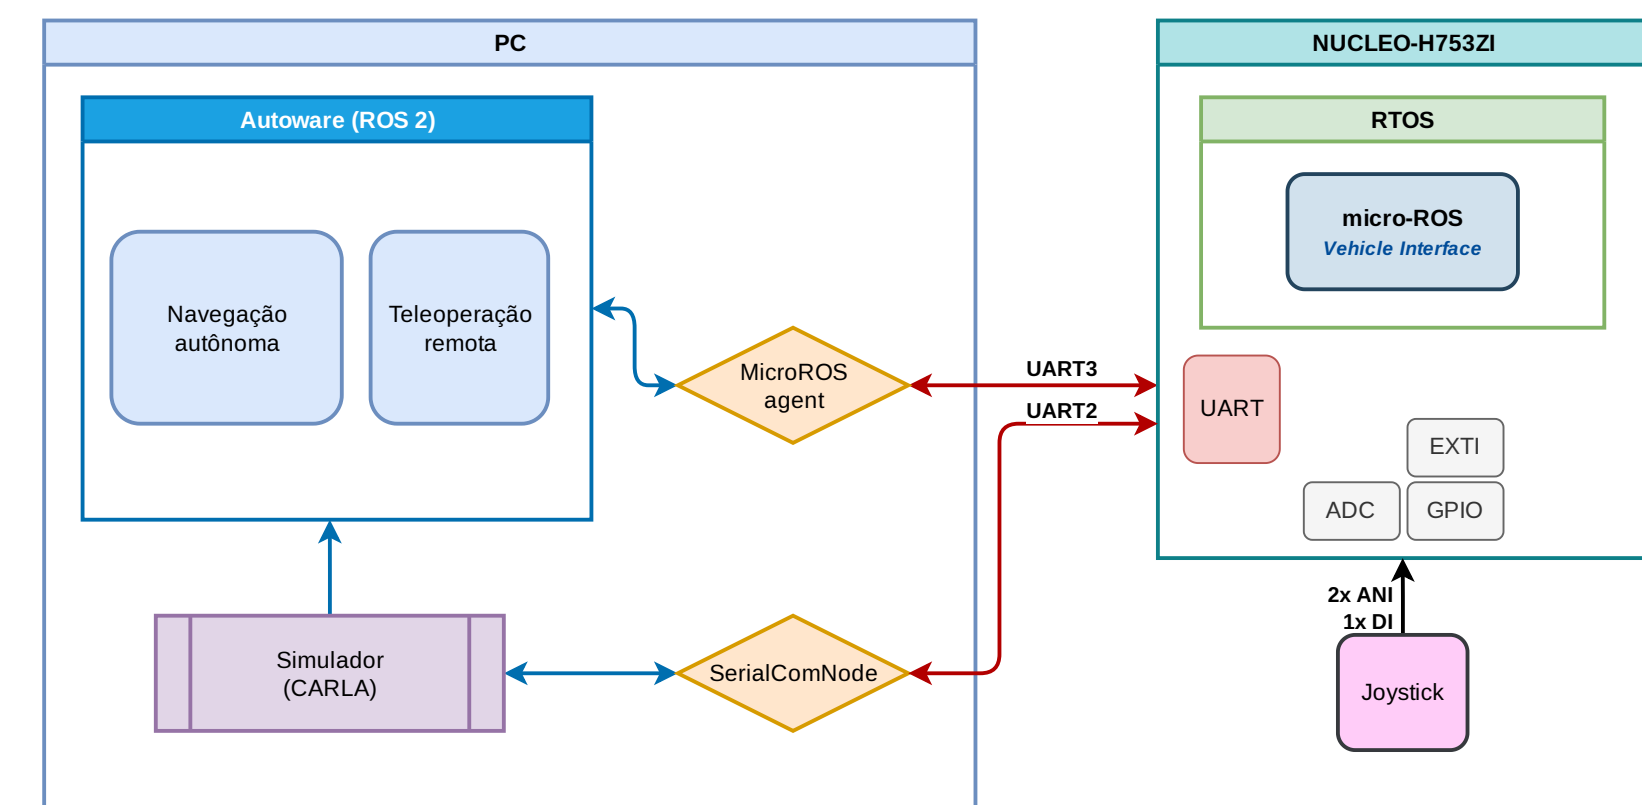 PC
NUCLEO-H753ZI
Autoware (ROS 2)
RTOS
micro-ROS
Vehicle Interface
Navegação
autônoma
Teleoperação
remota
MicroROS
agent
UART3
UART2
UART
EXTI
ADC
GPIO
2x ANI
1x DI
Simulador
(CARLA)
SerialComNode
Joystick